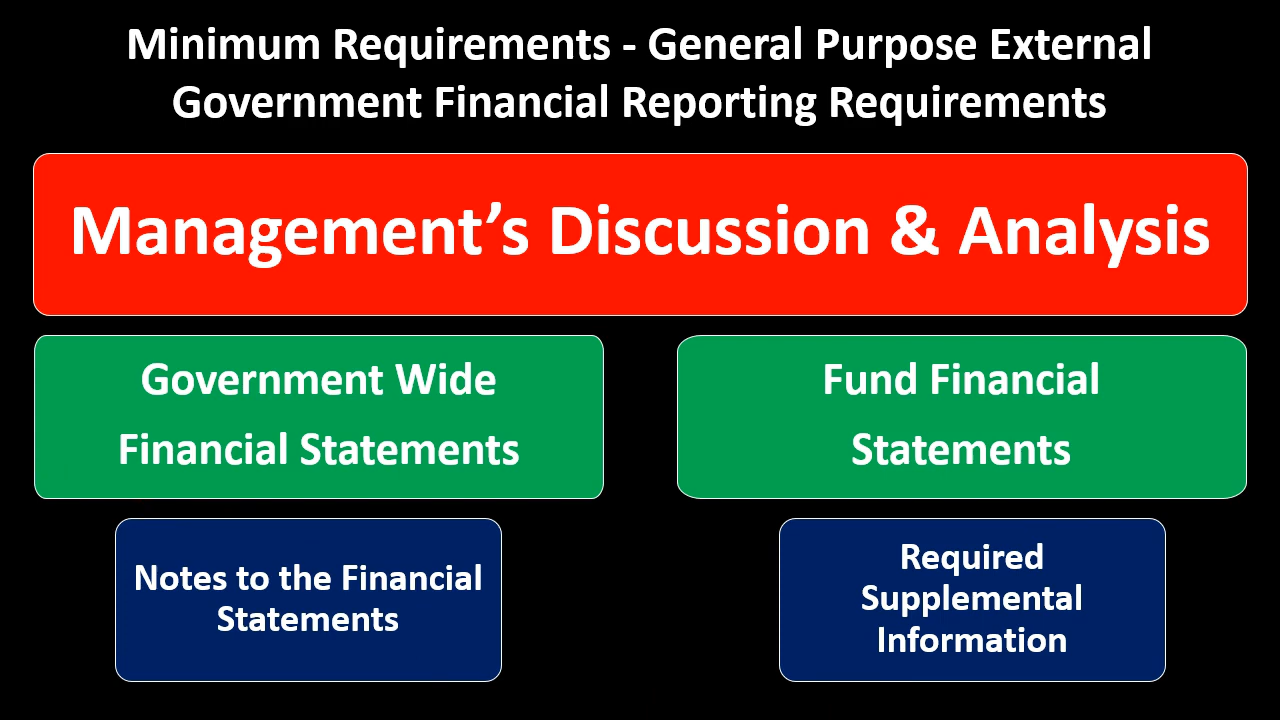 Minimum Requirements - General Purpose External
Government Financial Reporting Requirements
Management’s Discussion & Analysis
Government Wide
Financial Statements
Fund Financial
Statements
Notes to the Financial
Statements
Required
Supplemental
Information